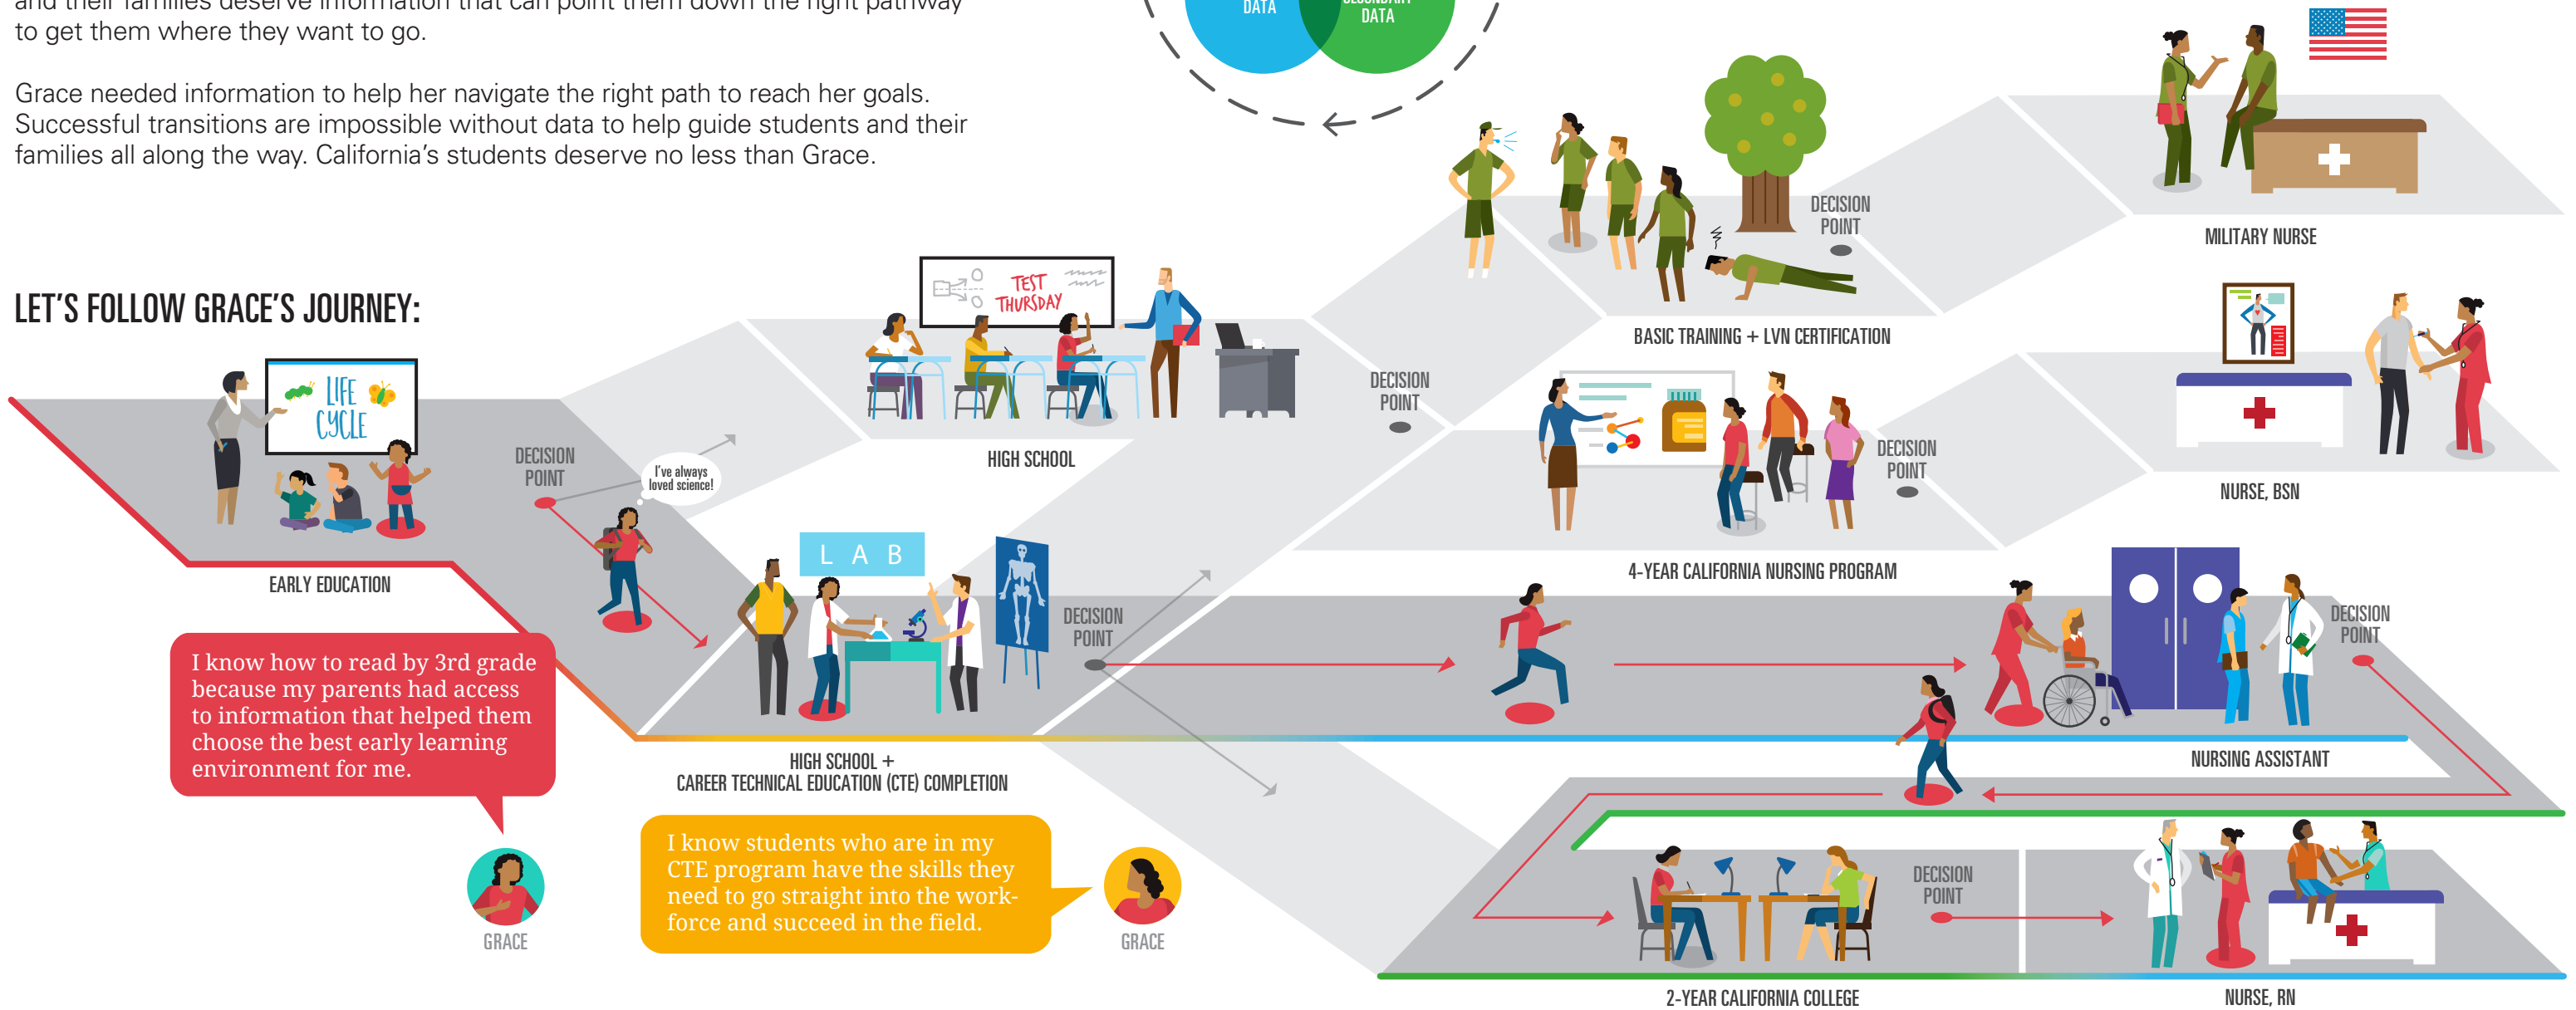 and their families deserve information that can point them down the right pathway
to get them where they want to go.
Grace needed information to help her navigate the right path to reach her goals.
Successful transitions are impossible without data to help guide students and their
families all along the way. California's students deserve no less than Grace.
DATA
SECONDARY
DATA
LET'S FOLLOW GRACE'S JOURNEY:
LIFE
CYCLE
EARLY EDUCATION
DECISION
POINT
I've always
loved science!
TEST
THURSDAY
HIGH SCHOOL
DECISION
POINT
LAB
HIGH SCHOOL +
CAREER TECHNICAL EDUCATION (CTE) COMPLETION
DECISION
POINT
BASIC TRAINING + LVN CERTIFICATION
DECISION
POINT
MILITARY NURSE
4-YEAR CALIFORNIA NURSING PROGRAM
DECISION
POINT
NURSE, BSN
NURSING ASSISTANT
DECISION
POINT
2-YEAR CALIFORNIA COLLEGE
DECISION
POINT
NURSE, RN
I know how to read by 3rd grade
because my parents had access
to information that helped them
choose the best early learning
environment for me.
GRACE
I know students who are in my
CTE program have the skills they
need to go straight into the work-
force and succeed in the field.
GRACE